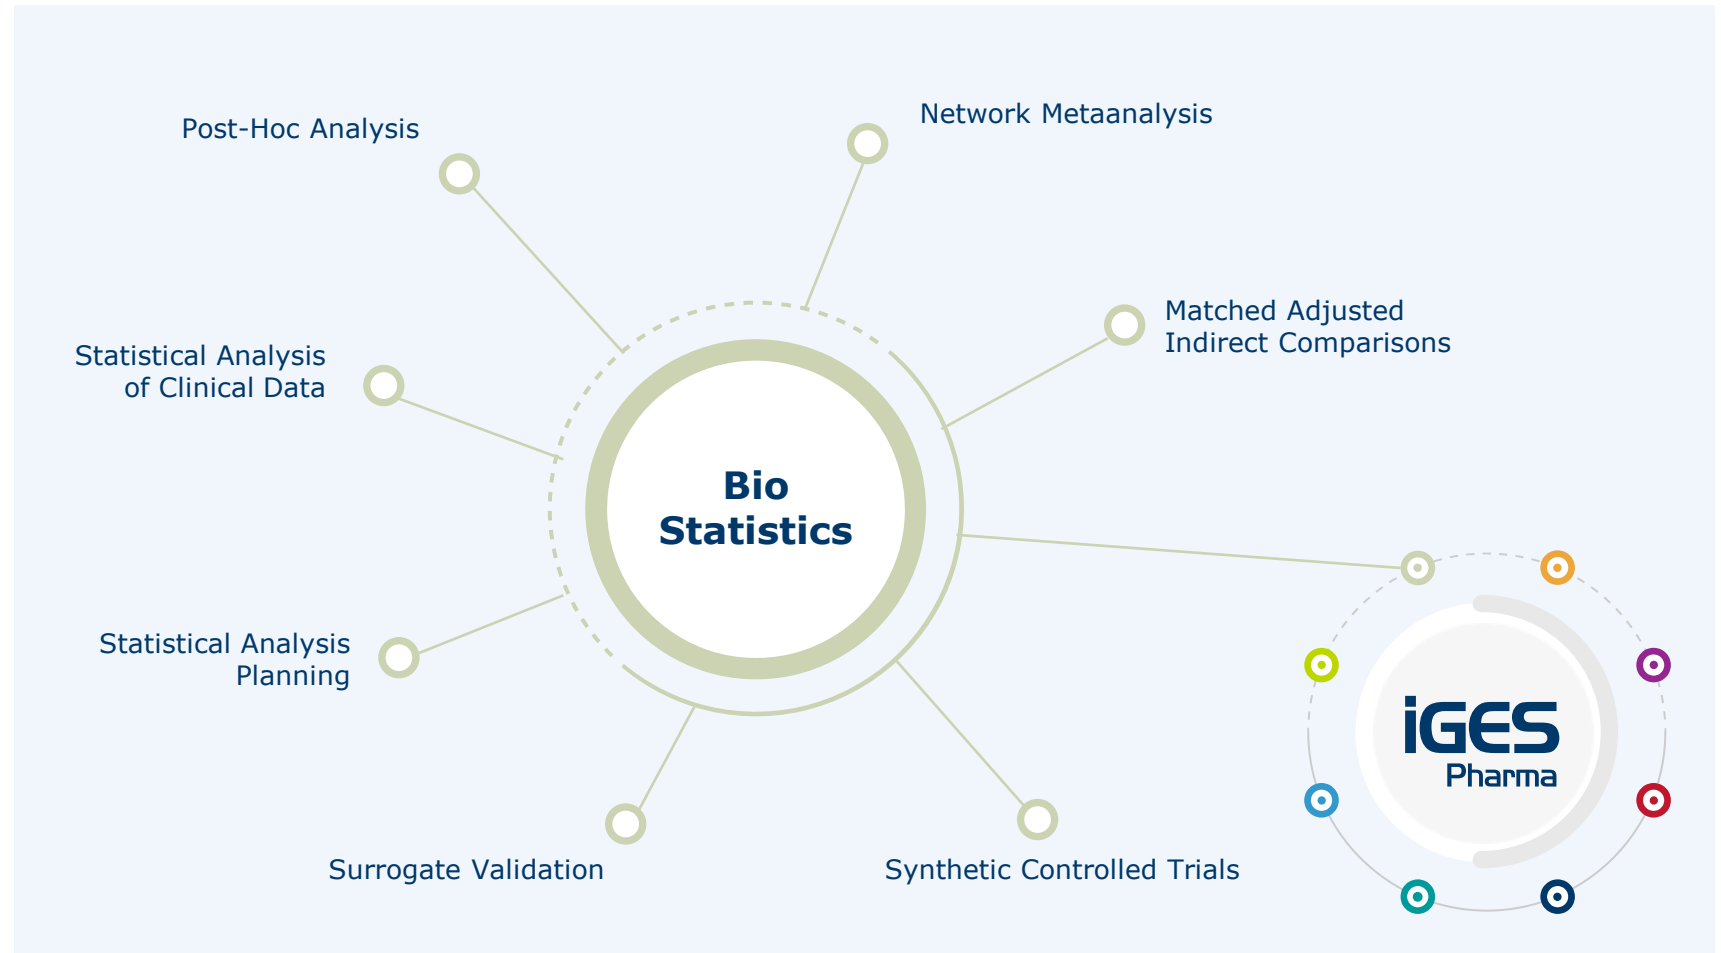 Post-Hoc Analysis
Network Metaanalysis
Matched Adjusted
Indirect Comparisons
Statistical Analysis
of Clinical Data
Bio
Statistics
Statistical Analysis
Planning
Surrogate Validation
Synthetic Controlled Trials
iGES
Pharma